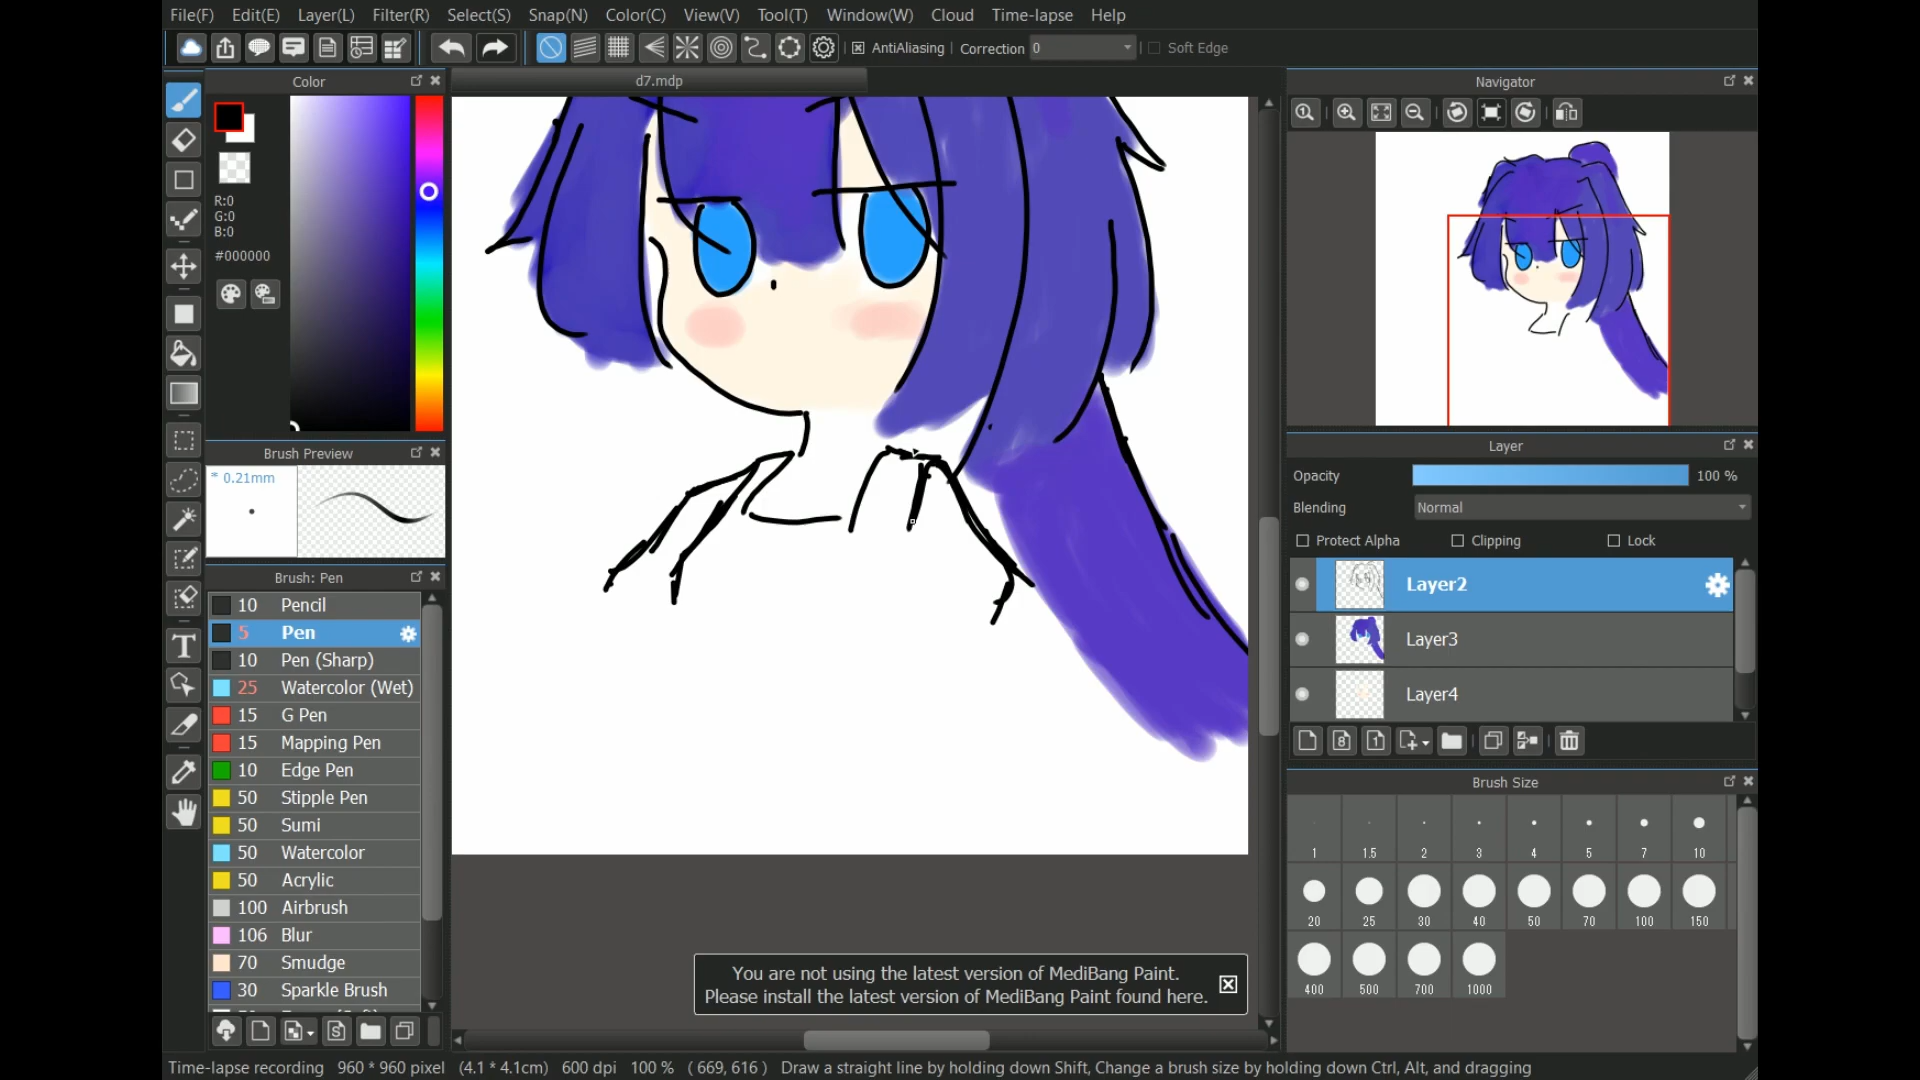 File(F) Edit(E) Layer(L) Filter(R) Select(S) Snap(N) Color(C) View(V) Tool(T) Window(W) Cloud Time-lapse Help
AntiAliasing Correction 0 Soft Edge
Color
R:0
G:0
B:0
#000000
Brush Preview
* 0.21mm
Brush: Pen
10 Pencil
5 Pen
10 Pen (Sharp)
25 Watercolor (Wet)
15 G Pen
15 Mapping Pen
10 Edge Pen
50 Stipple Pen
50 Sumi
50 Watercolor
50 Acrylic
100 Airbrush
106 Blur
70 Smudge
30 Sparkle Brush
d7.mdp
You are not using the latest version of MediBang Paint.
Please install the latest version of MediBang Paint found here.
Navigator
Layer
Opacity 100 %
Blending Normal
Protect Alpha Clipping Lock
Layer2
Layer3
Layer4
Brush Size
1 1.5 2 3 4 5 7 10
20 25 30 40 50 70 100 150
400 500 700 1000
Time-lapse recording 960 * 960 pixel (4.1 * 4.1cm) 600 dpi 100 % ( 669, 616 ) Draw a straight line by holding down Shift, Change a brush size by holding down Ctrl, Alt, and dragging